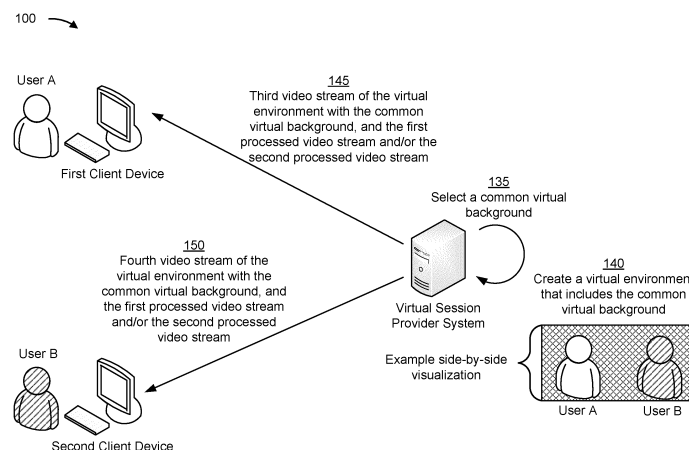 100
User A
First Client Device
145
Third video stream of the virtual
environment with the common
virtual background, and the first
processed video stream and/or the
second processed video stream
135
Select a common virtual
background
Virtual Session
Provider System
140
Create a virtual environmen
that includes the common
virtual background
Example side-by-side
visualization
User A
User B
150
Fourth video stream of the
virtual environment with the
common virtual background, and
the first processed video stream
and/or the second processed
video stream
User B
Second Client Device